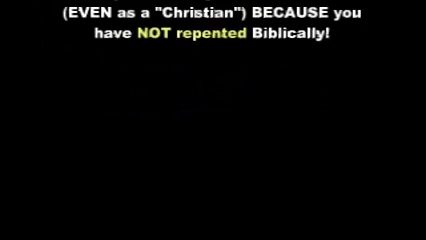 (EVEN as a "Christian") BECAUSE you
have NOT repented Biblically!